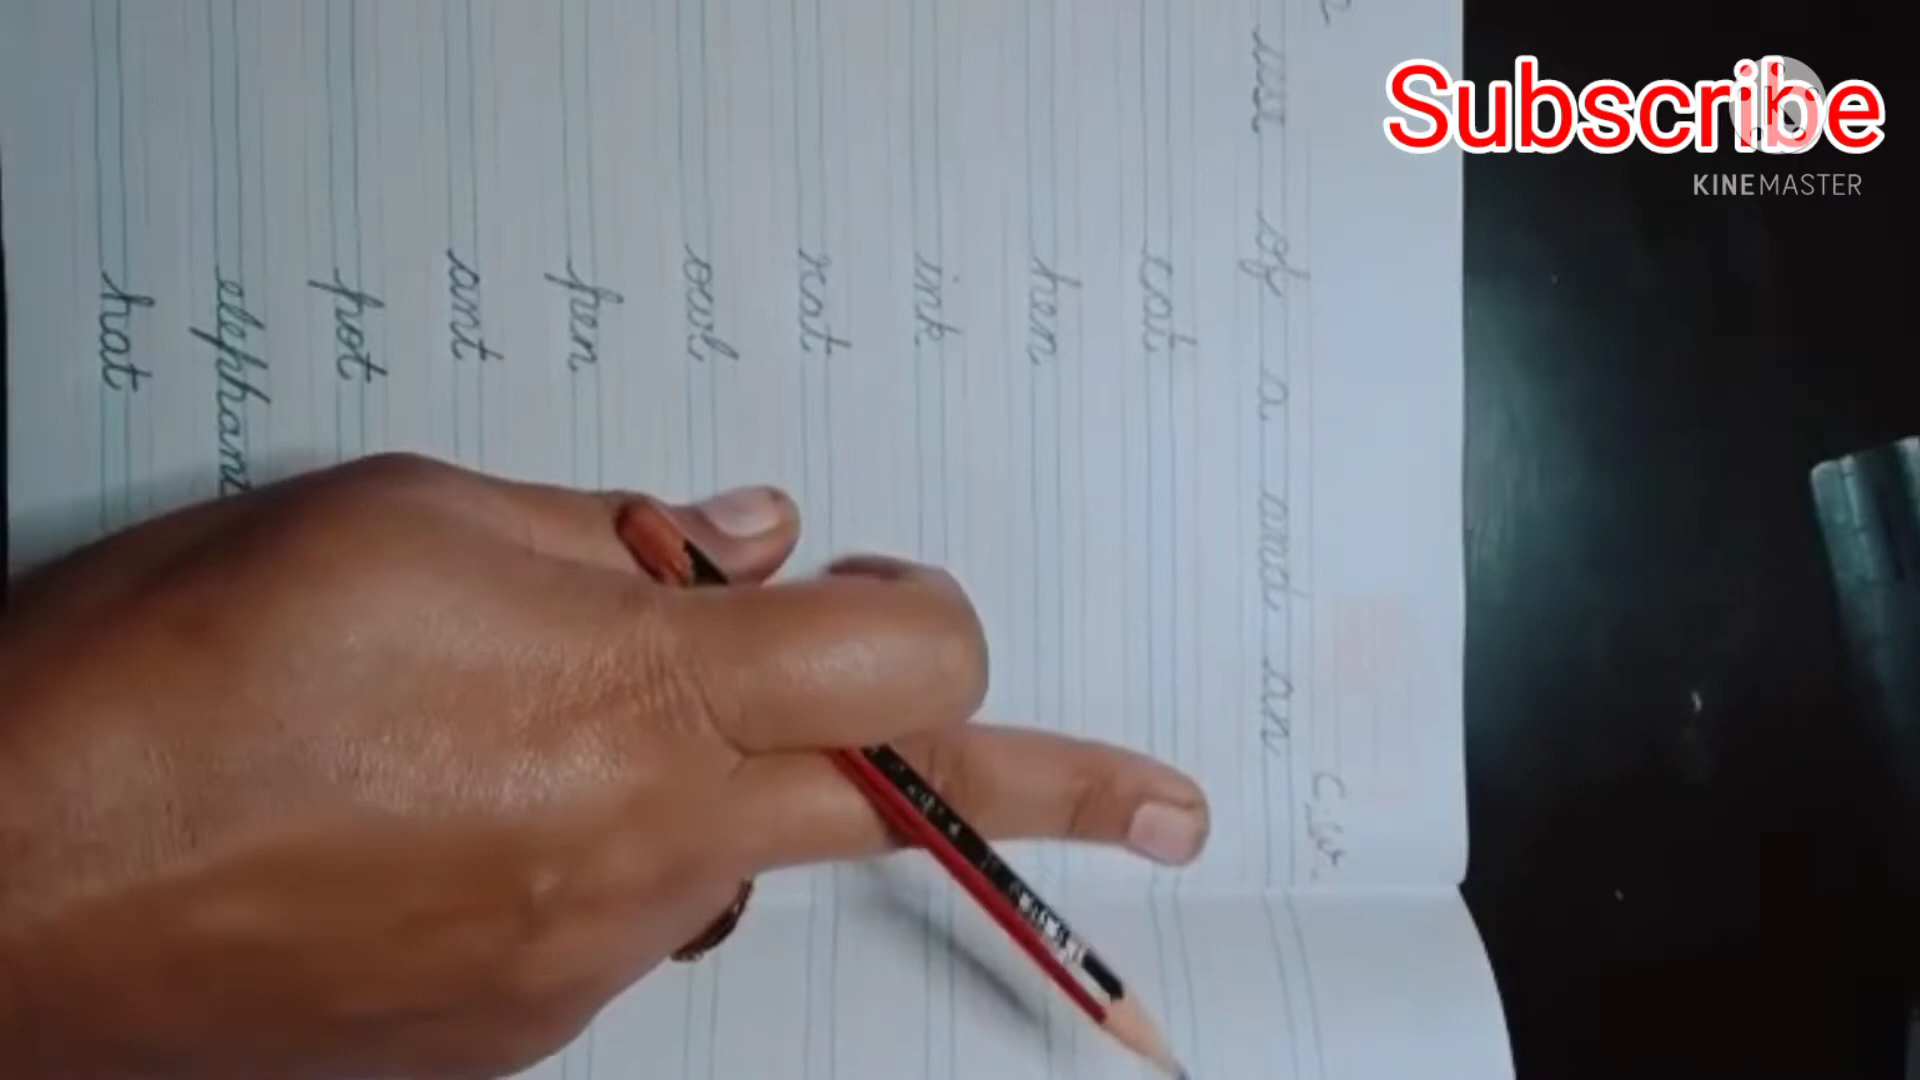 Subscribe
KINEMASTER
C.W.
use of a and an
cat
hen
ink
rat
owl
pen
ant
pot
elephant
hat